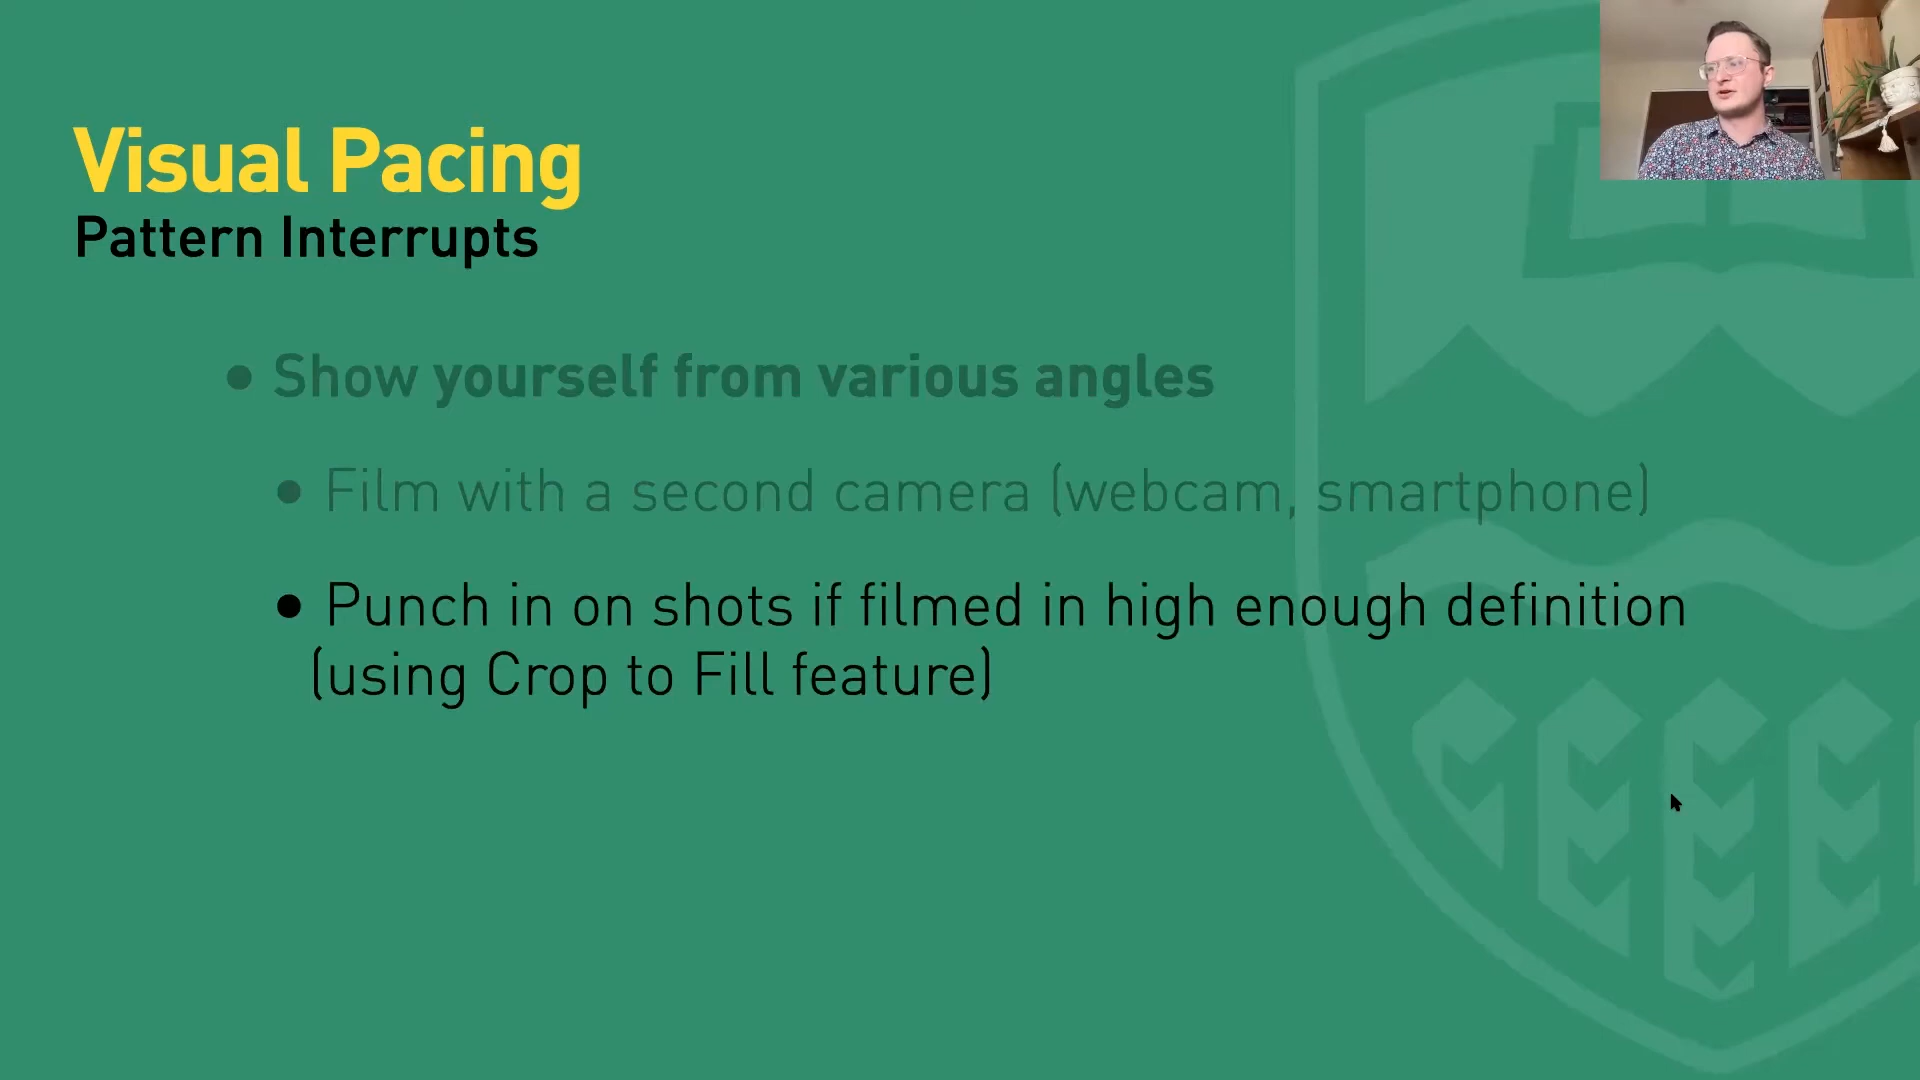 Visual Pacing
Pattern Interrupts
• Show yourself from various angles
• Film with a second camera (webcam, smartphone)
• Punch in on shots if filmed in high enough definition
(using Crop to Fill feature)